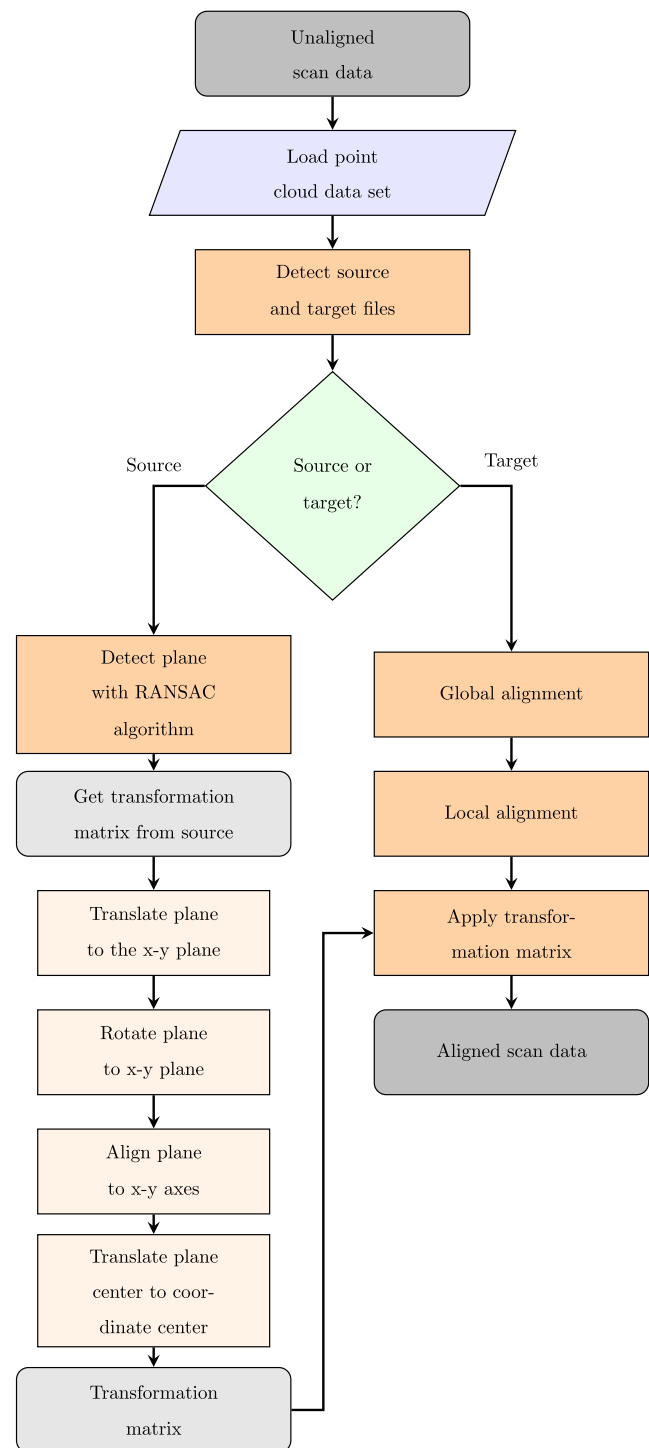 Unaligned
scan data
Load point
cloud data set
Detect source
and target files
Source or
target?
Source
Target
Detect plane
with RANSAC
algorithm
Get transformation
matrix from source
Translate plane
to the x-y plane
Rotate plane
to x-y plane
Align plane
to x-y axes
Translate plane
center to coor-
dinate center
Transformation
matrix
Global alignment
Local alignment
Apply transfor-
mation matrix
Aligned scan data